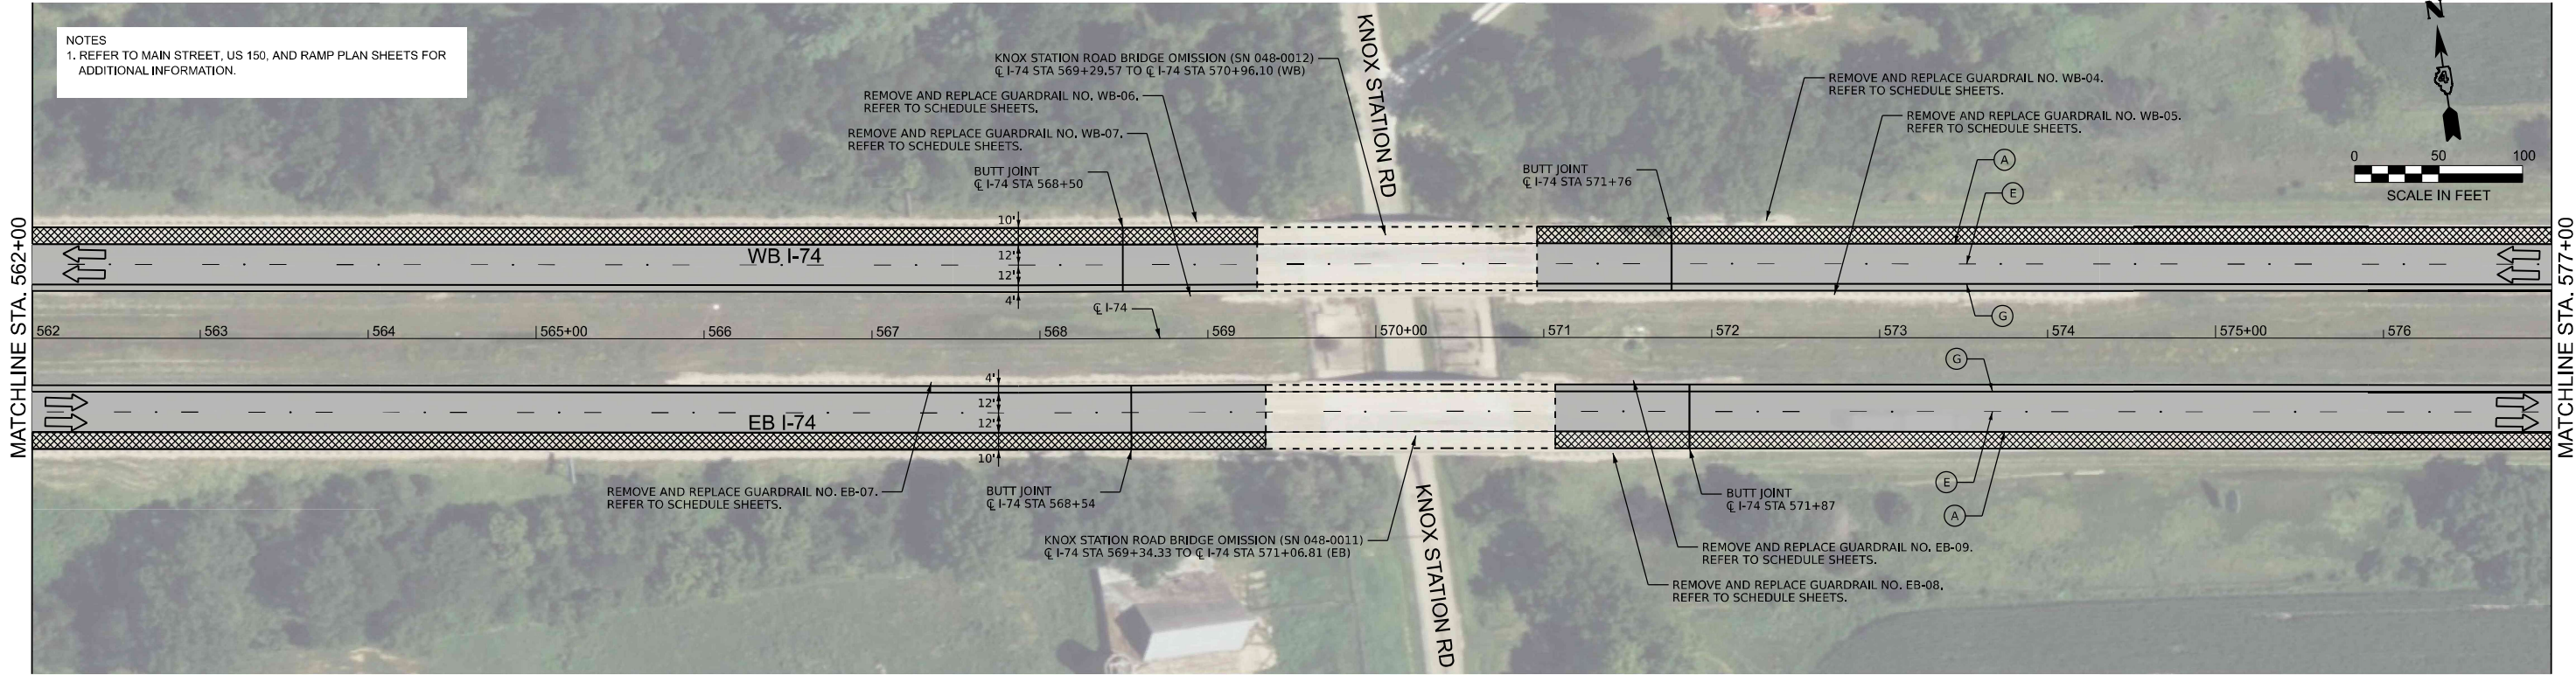 NOTES
1. REFER TO MAIN STREET, US 150, AND RAMP PLAN SHEETS FOR
ADDITIONAL INFORMATION.
KNOX STATION ROAD BRIDGE OMISSION (SN 048-0012)
℄ I-74 STA 569+29.57 TO ℄ I-74 STA 570+96.10 (WB)
REMOVE AND REPLACE GUARDRAIL NO. WB-06.
REFER TO SCHEDULE SHEETS.
REMOVE AND REPLACE GUARDRAIL NO. WB-07.
REFER TO SCHEDULE SHEETS.
BUTT JOINT
℄ I-74 STA 568+50
KNOX STATION RD
REMOVE AND REPLACE GUARDRAIL NO. WB-04.
REFER TO SCHEDULE SHEETS.
REMOVE AND REPLACE GUARDRAIL NO. WB-05.
REFER TO SCHEDULE SHEETS.
BUTT JOINT
℄ I-74 STA 571+76
A
E
N
4
0 50 100
SCALE IN FEET
MATCHLINE STA. 562+00
10'
12'
12'
4'
WB I-74
℄ I-74
G
562 563 564 565+00 566 567 568 569 570+00 571 572 573 574 575+00 576
MATCHLINE STA. 577+00
G
4'
12'
12'
10'
EB I-74
E
A
REMOVE AND REPLACE GUARDRAIL NO. EB-07.
REFER TO SCHEDULE SHEETS.
BUTT JOINT
℄ I-74 STA 568+54
BUTT JOINT
℄ I-74 STA 571+87
KNOX STATION ROAD BRIDGE OMISSION (SN 048-0011)
℄ I-74 STA 569+34.33 TO ℄ I-74 STA 571+06.81 (EB)
KNOX STATION RD
REMOVE AND REPLACE GUARDRAIL NO. EB-09.
REFER TO SCHEDULE SHEETS.
REMOVE AND REPLACE GUARDRAIL NO. EB-08.
REFER TO SCHEDULE SHEETS.